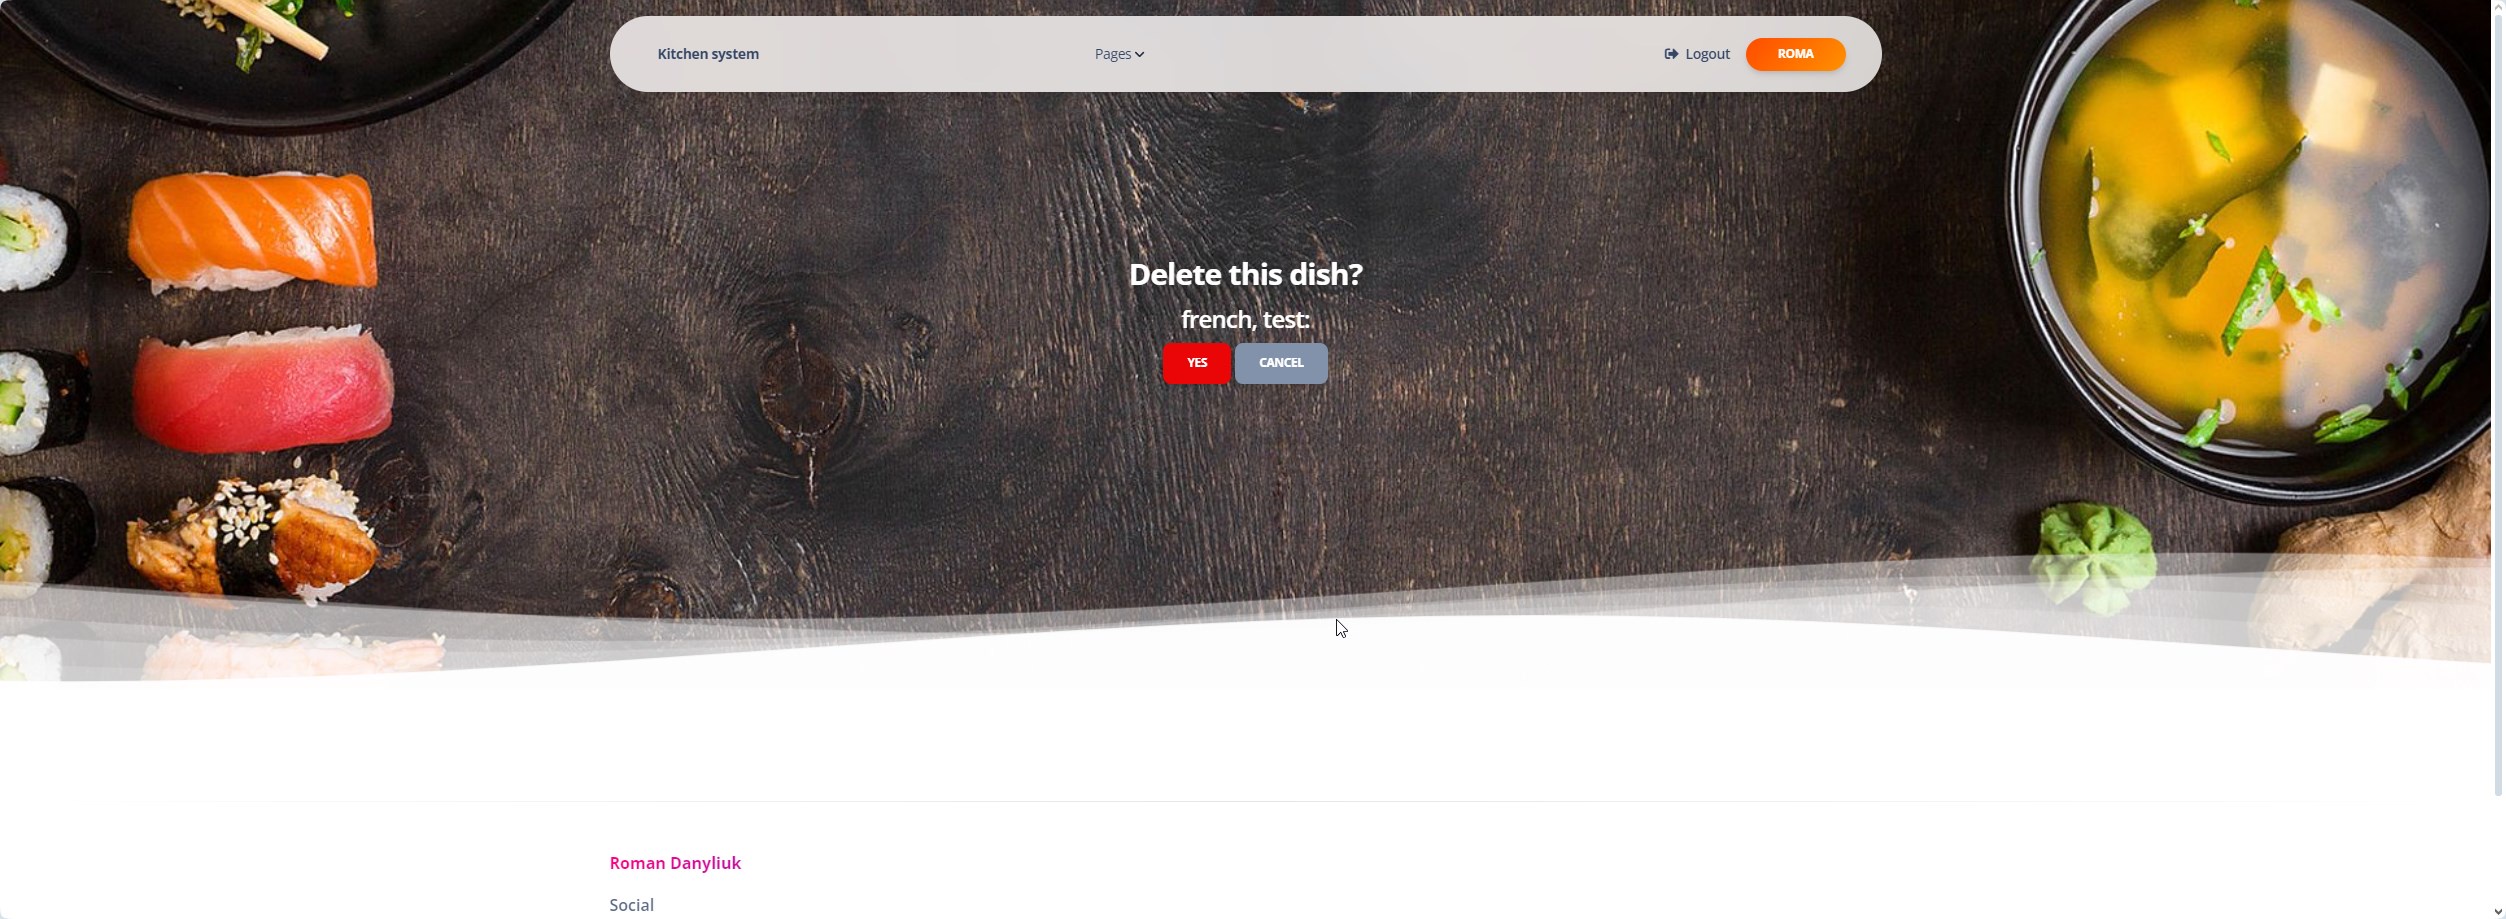 Kitchen system
Pages
Logout
ROMA
Delete this dish?
french, test:
YES
CANCEL
Roman Danyliuk
Social